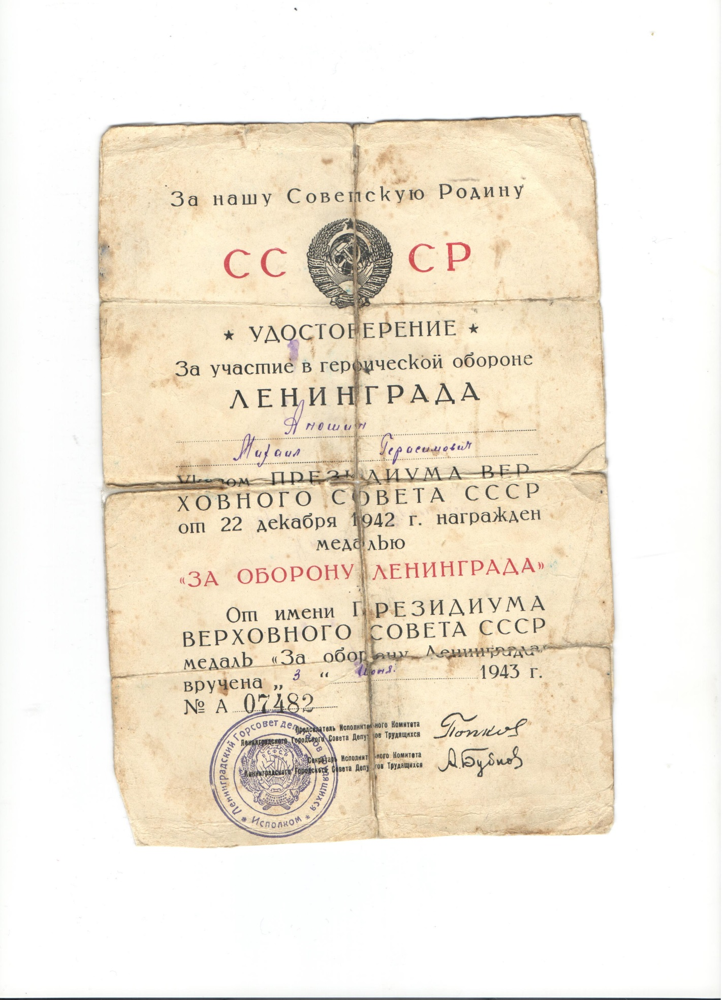 За нашу Советскую Родину
СССР
★ УДОСТОВЕРЕНИЕ ★
За участие в героической обороне
ЛЕНИНГРАДА
Аношин
Михаил Герасимович
Указом ПРЕЗИДИУМА ВЕР-
ХОВНОГО СОВЕТА СССР
от 22 декабря 1942 г. награжден
медалью
«ЗА ОБОРОНУ ЛЕНИНГРАДА»
От имени ПРЕЗИДИУМА
ВЕРХОВНОГО СОВЕТА СССР
медаль «За оборону Ленинграда»
вручена „ 3 “ июня 1943 г.
№ А 07482
Председатель Исполнительного Комитета
Ленинградского Городского Совета Депутатов Трудящихся
Попков
Секретарь Исполнительного Комитета
Ленинградского Городского Совета Депутатов Трудящихся
А. Бубнов
Ленинградский Горсовет депутатов трудящихся
* Исполком *
Р.С.Ф.С.Р.